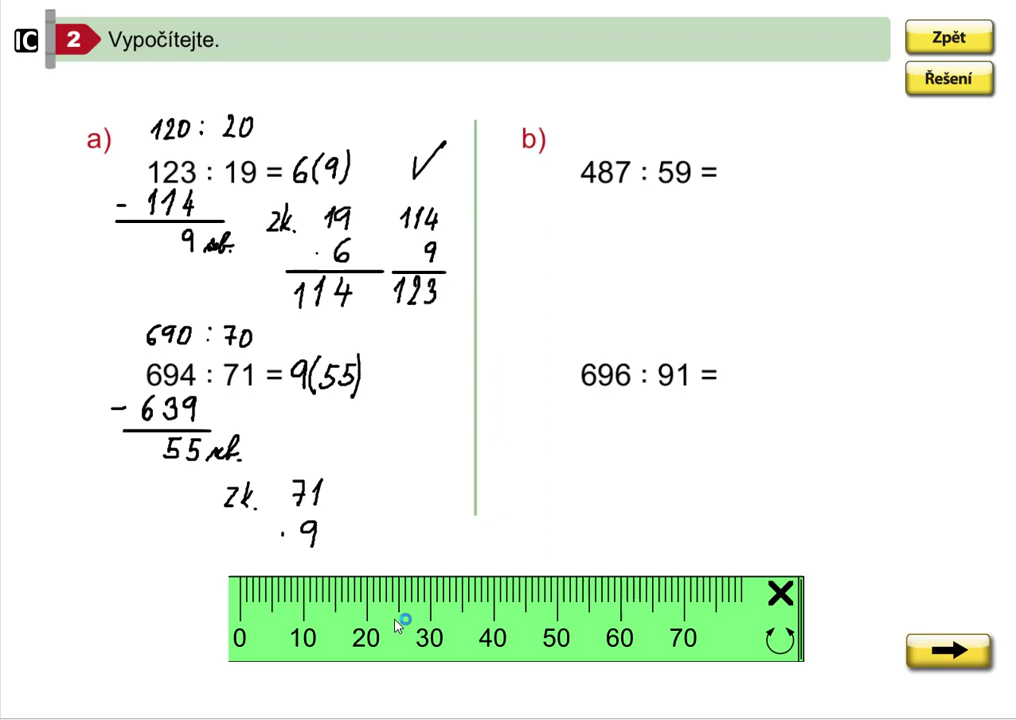 IC 2 Vypočítejte.
Zpět
Řešení
a)
120 : 20
123 : 19 = 6(9) ✓
- 114
9 zb.
zk. 19 114
. 6 9
114 123
690 : 70
694 : 71 = 9(55)
- 639
55 zb.
zk. 71
. 9
b)
487 : 59 =
696 : 91 =
0 10 20 30 40 50 60 70